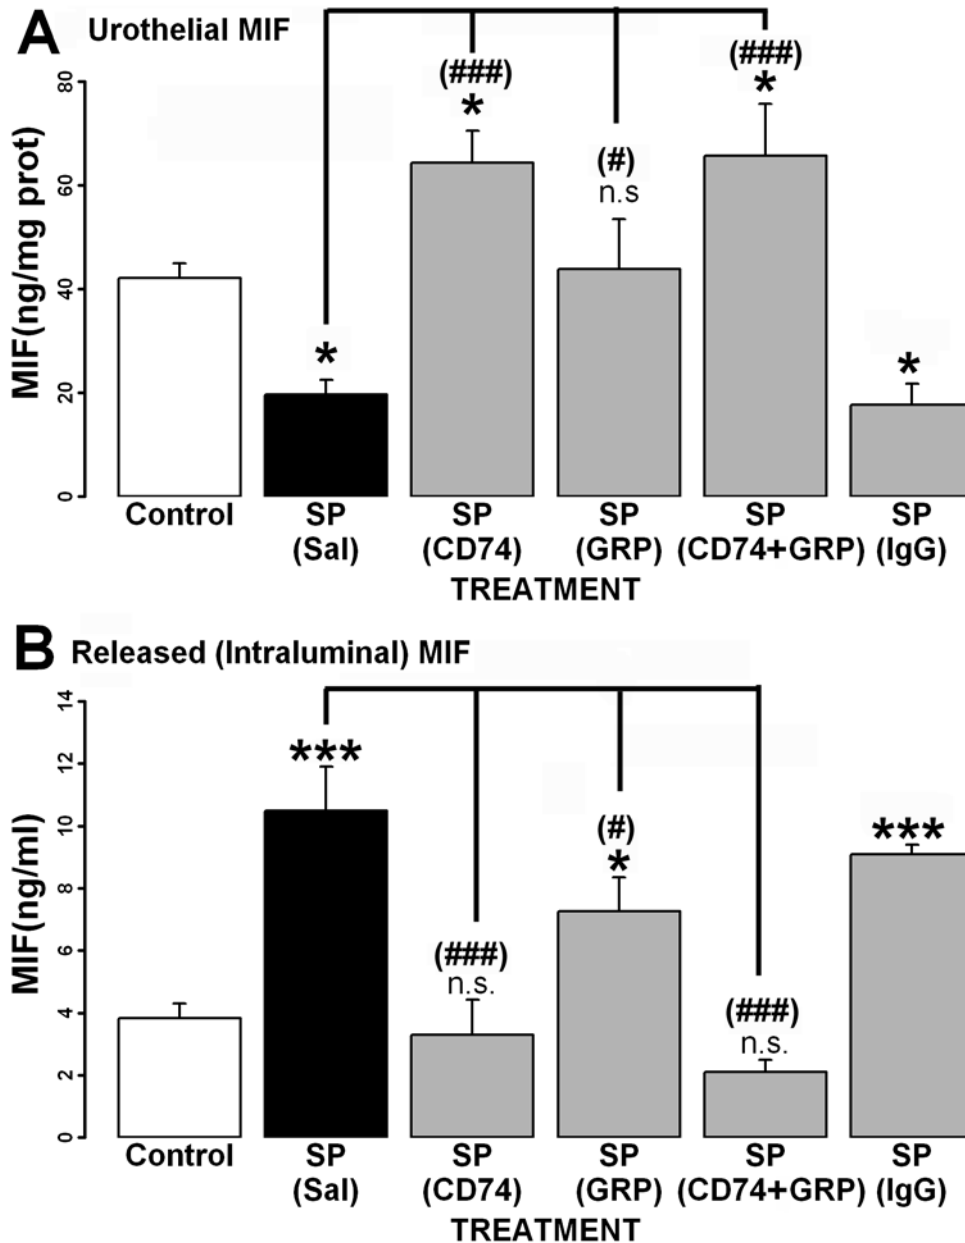 A Urothelial MIF
MIF(ng/mg prot)
80
60
40
20
0
*
(###)
*
(#)
n.s
(###)
*
*
Control SP SP SP SP SP
(Sal) (CD74) (GRP) (CD74+GRP) (IgG)
TREATMENT
B Released (Intraluminal) MIF
MIF(ng/ml)
14
12
10
8
6
4
2
0
***
(###)
n.s.
(#)
*
(###)
n.s.
***
Control SP SP SP SP SP
(Sal) (CD74) (GRP) (CD74+GRP) (IgG)
TREATMENT